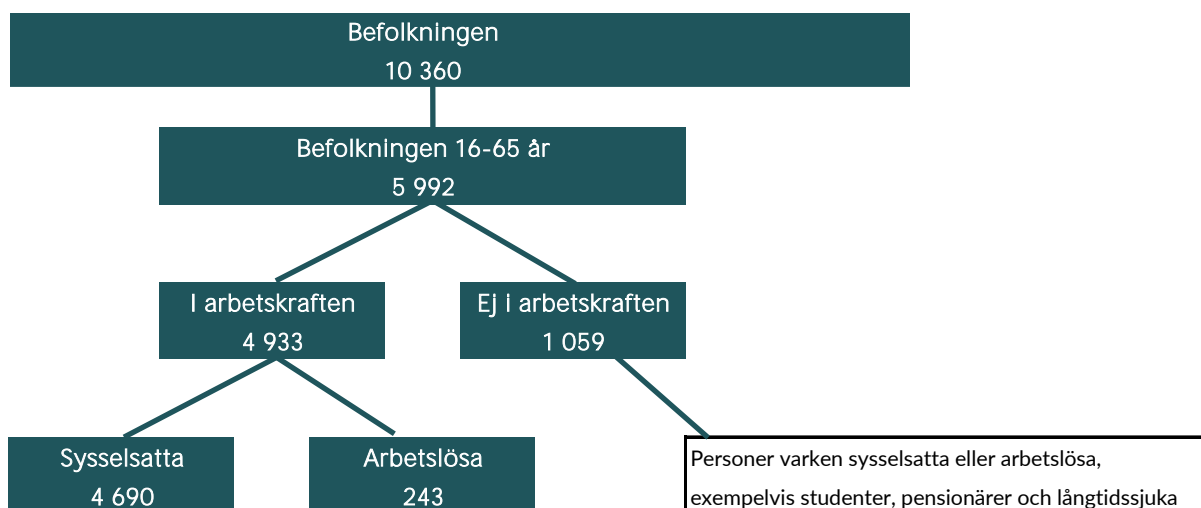 Befolkningen
10 360
Befolkningen 16-65 år
5 992
I arbetskraften
4 933
Ej i arbetskraften
1 059
Sysselsatta
4 690
Arbetslösa
243
Personer varken sysselsatta eller arbetslösa,
exempelvis studenter, pensionärer och långtidssjuka